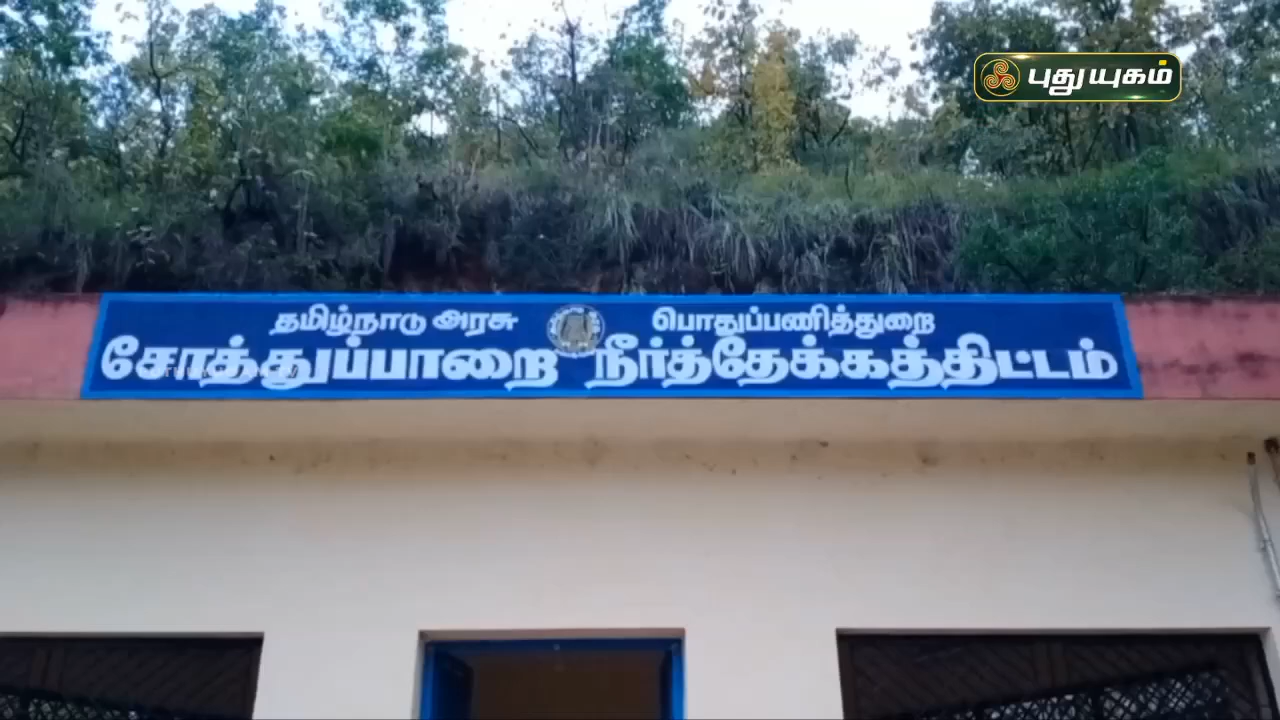 புதுயுகம்
தமிழ்நாடு அரசு பொதுப்பணித்துறை
சோத்துப்பாறை நீர்த்தேக்கத்திட்டம்